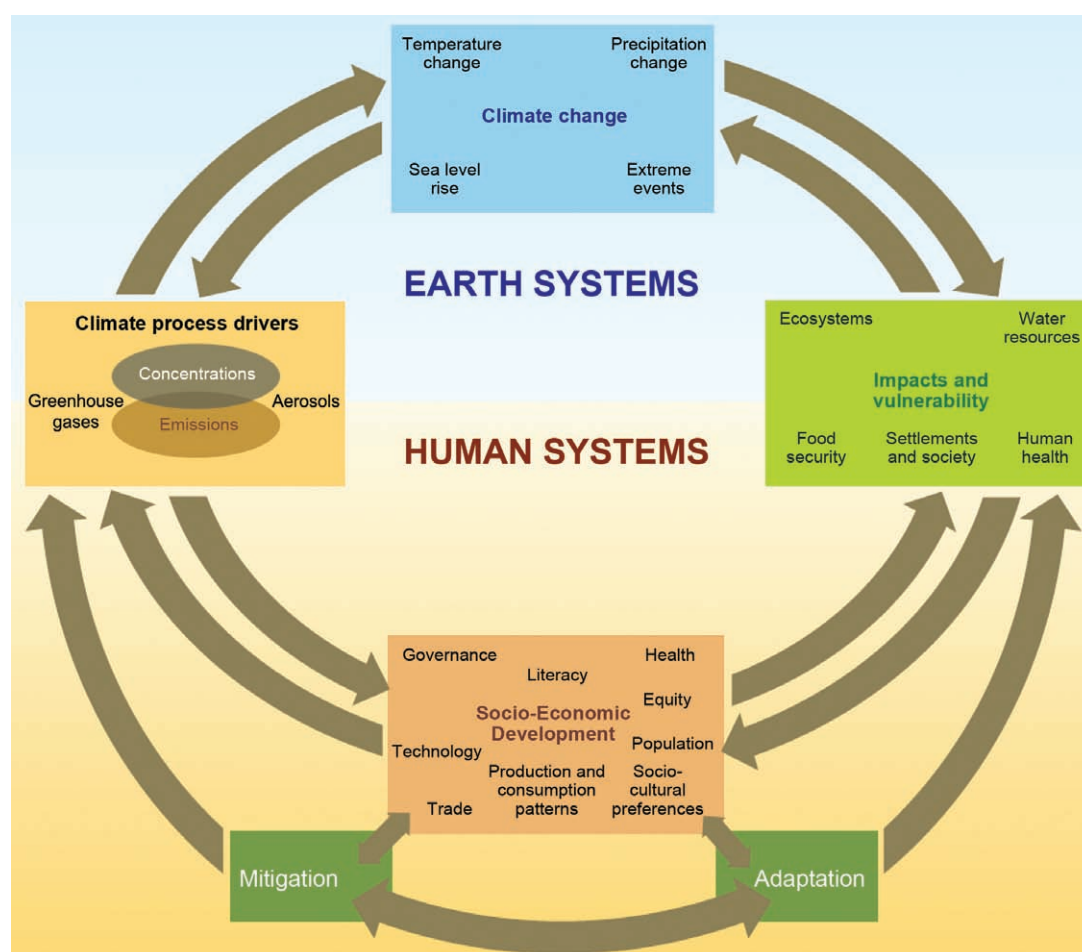 Temperature
change
Precipitation
change
Climate change
Sea level
rise
Extreme
events
EARTH SYSTEMS
Climate process drivers
Concentrations
Greenhouse
gases
Aerosols
Emissions
Ecosystems
Water
resources
Impacts and
vulnerability
Food
security
Settlements
and society
Human
health
HUMAN SYSTEMS
Governance
Literacy
Health
Equity
Socio-Economic
Development
Technology
Population
Production and
consumption
patterns
Socio-
cultural
preferences
Trade
Mitigation
Adaptation